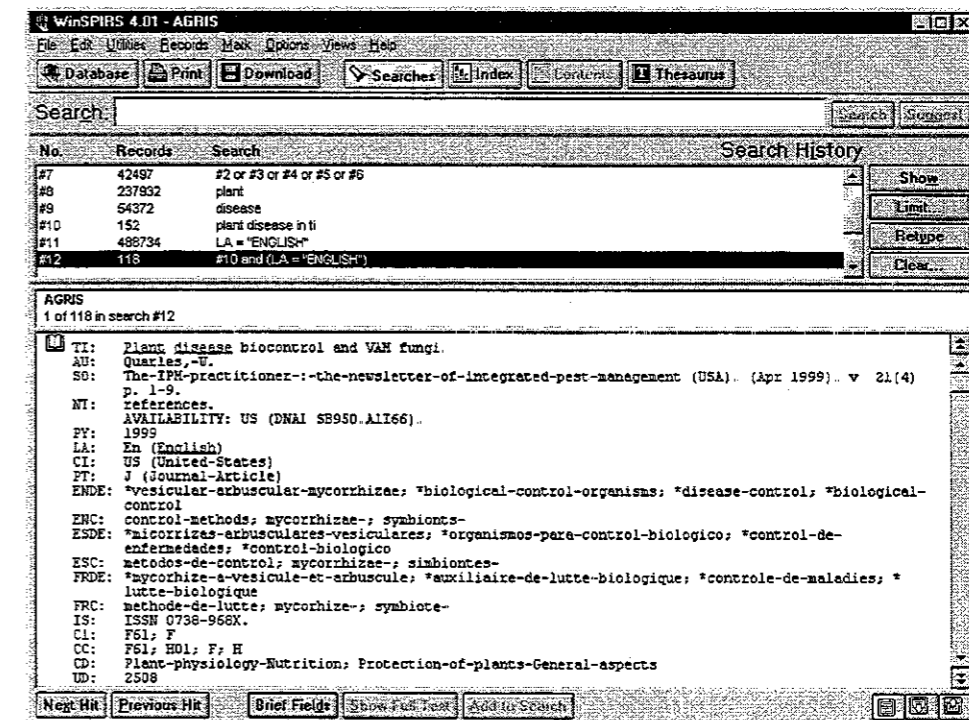 WinSPIRS 4.01 - AGRIS
File Edit Utilities Records Mark Options Views Help
Database Print Download Searches Index Contents Thesaurus
Search: Search Suggest
No. Records Search Search History
#7 42497 #2 or #3 or #4 or #5 or #6
#8 237932 plant
#9 54372 disease
#10 152 plant disease in ti
#11 488734 LA = "ENGLISH"
#12 118 #10 and (LA = "ENGLISH")
Show
Limit...
Retype
Clear...
AGRIS
1 of 118 in search #12
TI: Plant disease biocontrol and VAM fungi.
AU: Quarles,-W.
SO: The-IPM-practitioner-:-the-newsletter-of-integrated-pest-management (USA). (Apr 1999). v 21(4)
p. 1-9.
NT: references.
AVAILABILITY: US (DNAL SB950.A1I66).
PY: 1999
LA: En (English)
CI: US (United-States)
PT: J (Journal-Article)
ENDE: *vesicular-arbuscular-mycorrhizae; *biological-control-organisms; *disease-control; *biological-
control
ENC: control-methods; mycorrhizae-; symbionts-
ESDE: *micorrizas-arbusculares-vesiculares; *organismos-para-control-biologico; *control-de-
enfermedades; *control-biologico
ESC: metodos-de-control; mycorrhizae-; simbiontes-
FRDE: *mycorhize-a-vesicule-et-arbuscule; *auxiliaire-de-lutte-biologique; *controle-de-maladies; *
lutte-biologique
FRC: methode-de-lutte; mycorhize-; symbiote-
IS: ISSN 0738-968X.
C1: F61; F
CC: F61; H01; F; H
CD: Plant-physiology-Nutrition; Protection-of-plants-General-aspects
UD: 2508
Next Hit Previous Hit Brief Fields Show Full Text Add to Search